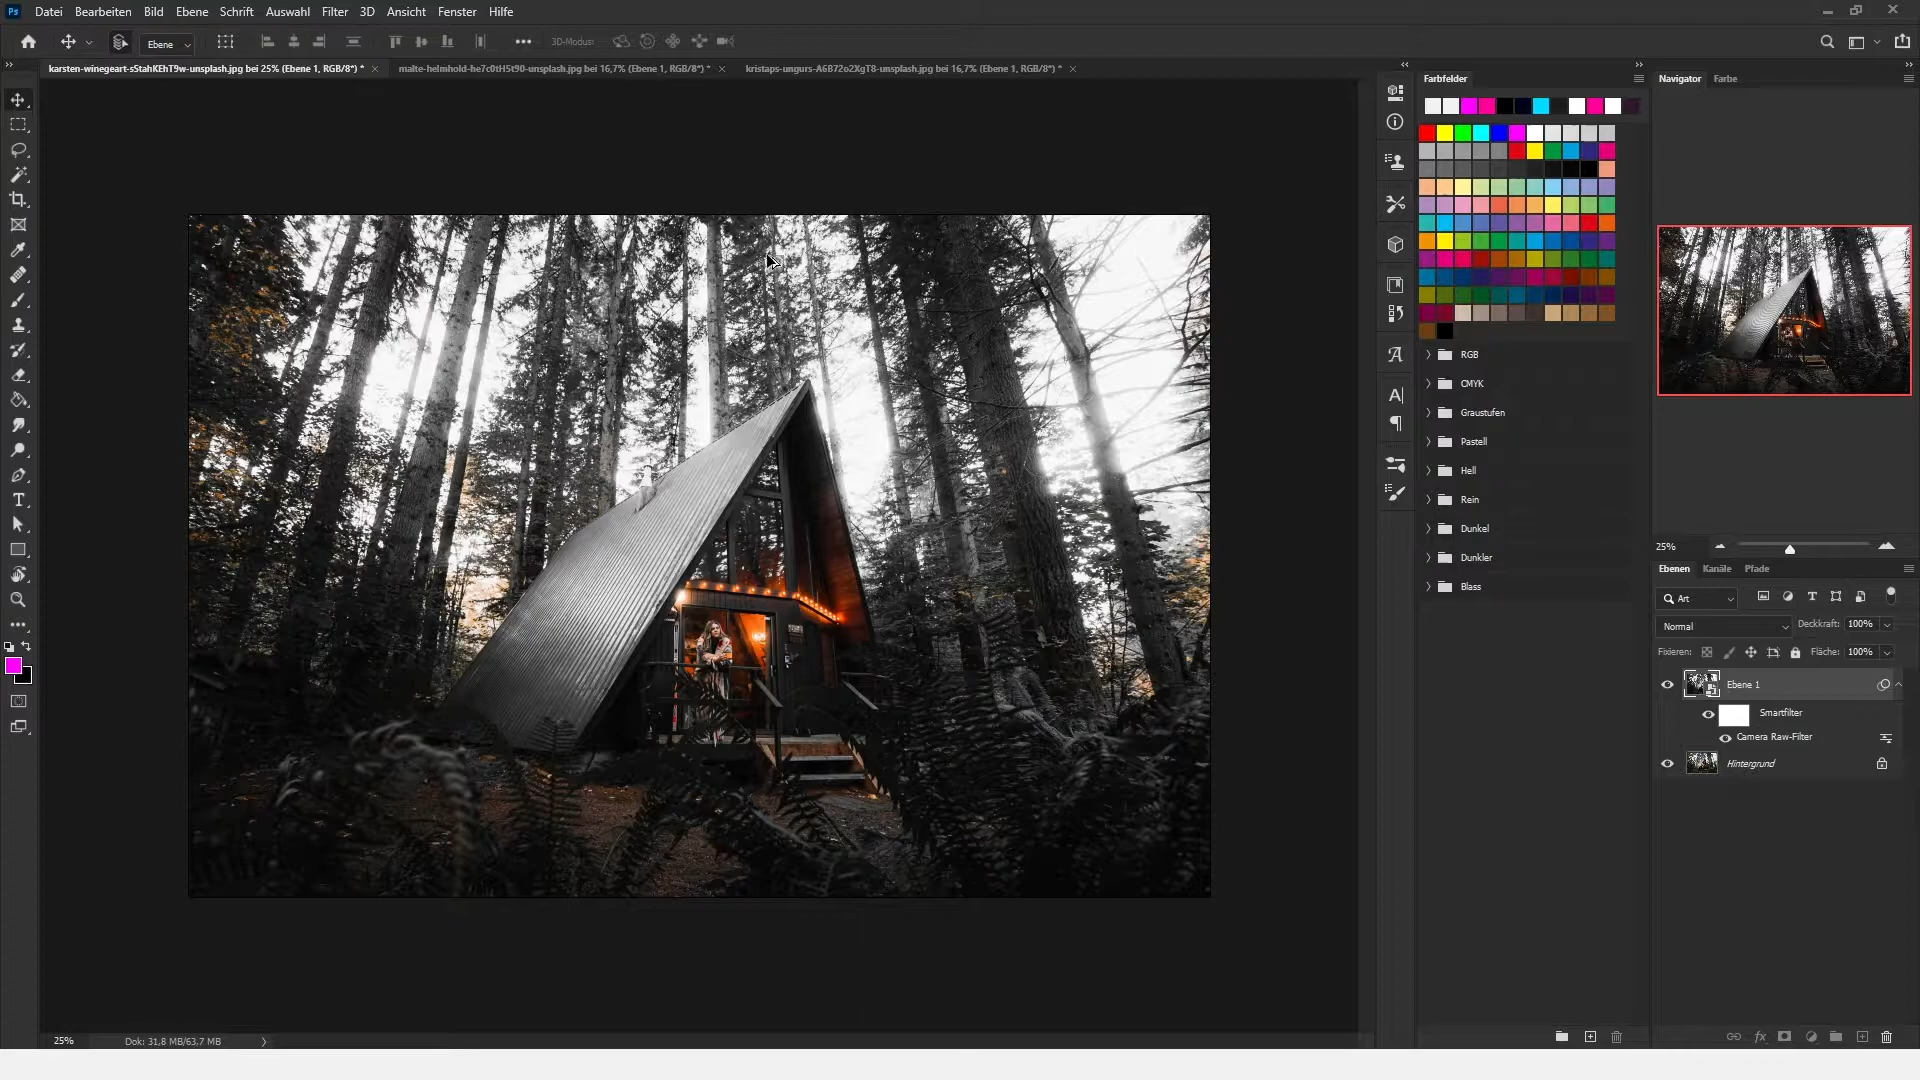 Ps Datei Bearbeiten Bild Ebene Schrift Auswahl Filter 3D Ansicht Fenster Hilfe
Ebene 3D-Modus:
karsten-winegeart-sStahKEhT9w-unsplash.jpg bei 25% (Ebene 1, RGB/8*) * malte-helmhold-he7c0tH5t90-unsplash.jpg bei 16,7% (Ebene 1, RGB/8*) * kristaps-ungurs-A6B72o2XgT8-unsplash.jpg bei 16,7% (Ebene 1, RGB/8*) *
Farbfelder
RGB
CMYK
Graustufen
Pastell
Hell
Rein
Dunkel
Dunkler
Blass
Navigator Farbe
25%
Ebenen Kanäle Pfade
Art
Normal Deckkraft: 100%
Fixieren: Fläche: 100%
Ebene 1
Smartfilter
Camera Raw-Filter
Hintergrund
25% Dok: 31,8 MB/63,7 MB